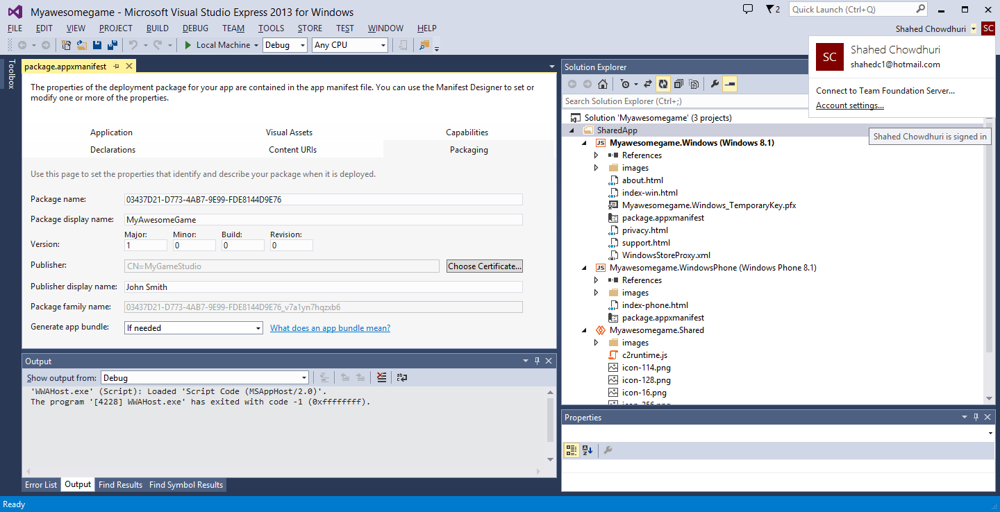 Myawesomegame - Microsoft Visual Studio Express 2013 for Windows
2
Quick Launch (Ctrl+Q)
FILE EDIT VIEW PROJECT BUILD DEBUG TEAM TOOLS STORE TEST WINDOW HELP
Shahed Chowdhuri SC
Local Machine Debug Any CPU
SC
Shahed Chowdhuri
shahedc1@hotmail.com
Connect to Team Foundation Server...
Account settings...
Shahed Chowdhuri is signed in
Toolbox
package.appxmanifest
The properties of the deployment package for your app are contained in the app manifest file. You can use the Manifest Designer to set or
modify one or more of the properties.
Application Visual Assets Capabilities
Declarations Content URIs Packaging
Use this page to set the properties that identify and describe your package when it is deployed.
Package name: 03437D21-D773-4AB7-9E99-FDE8144D9E76
Package display name: MyAwesomeGame
Major: Minor: Build: Revision:
Version: 1 0 0 0
Publisher: CN=MyGameStudio Choose Certificate...
Publisher display name: John Smith
Package family name: 03437D21-D773-4AB7-9E99-FDE8144D9E76_v7a1yn7hqzxb6
Generate app bundle: If needed What does an app bundle mean?
Output
Show output from: Debug
'WWAHost.exe' (Script): Loaded 'Script Code (MSAppHost/2.0)'.
The program '[4228] WWAHost.exe' has exited with code -1 (0xffffffff).
Error List Output Find Results Find Symbol Results
Solution Explorer
Search Solution Explorer (Ctrl+;)
Solution 'Myawesomegame' (3 projects)
SharedApp
JS Myawesomegame.Windows (Windows 8.1)
References
images
about.html
index-win.html
Myawesomegame.Windows_TemporaryKey.pfx
package.appxmanifest
privacy.html
support.html
WindowsStoreProxy.xml
JS Myawesomegame.WindowsPhone (Windows Phone 8.1)
References
images
index-phone.html
package.appxmanifest
Myawesomegame.Shared
images
c2runtime.js
icon-114.png
icon-128.png
icon-16.png
icon-256.png
Properties
Ready